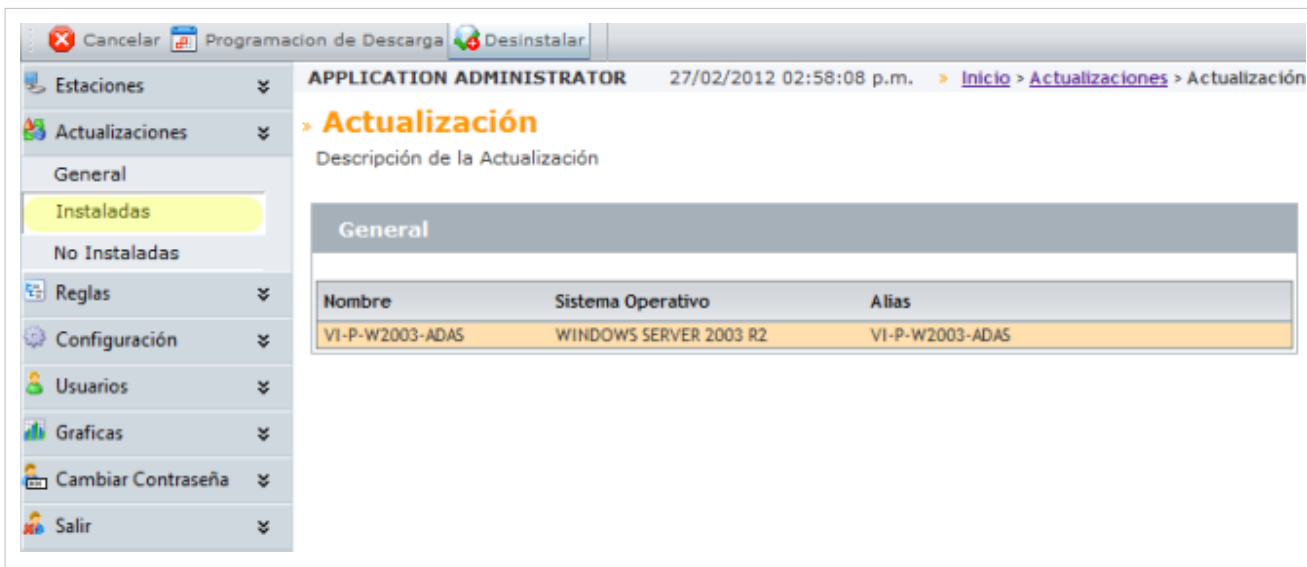 Cancelar Programacion de Descarga Desinstalar
Estaciones
Actualizaciones
General
Instaladas
No Instaladas
Reglas
Configuración
Usuarios
Graficas
Cambiar Contraseña
Salir
APPLICATION ADMINISTRATOR 27/02/2012 02:58:08 p.m. » Inicio > Actualizaciones > Actualización
» Actualización
Descripción de la Actualización
General
Nombre Sistema Operativo Alias
VI-P-W2003-ADAS WINDOWS SERVER 2003 R2 VI-P-W2003-ADAS